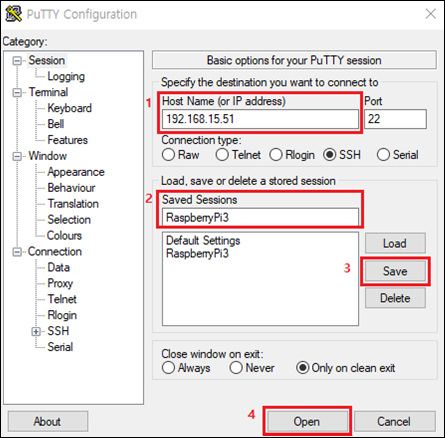 PuTTY Configuration
Category:
Session
Logging
Terminal
Keyboard
Bell
Features
Window
Appearance
Behaviour
Translation
Selection
Colours
Connection
Data
Proxy
Telnet
Rlogin
SSH
Serial
Basic options for your PuTTY session
Specify the destination you want to connect to
1 Host Name (or IP address) Port
192.168.15.51 22
Connection type:
Raw Telnet Rlogin SSH Serial
Load, save or delete a stored session
2 Saved Sessions
RaspberryPi3
Default Settings Load
RaspberryPi3
3 Save
Delete
Close window on exit:
Always Never Only on clean exit
About 4 Open Cancel